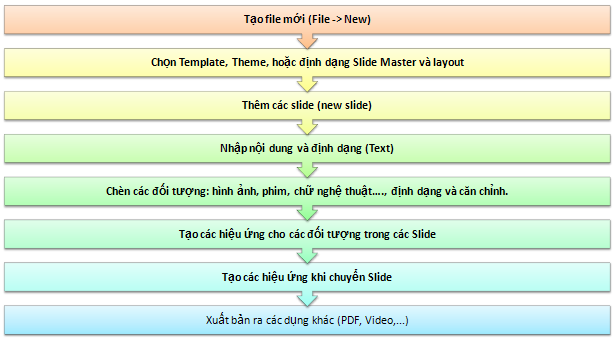 Tạo file mới (File -> New)
Chọn Template, Theme, hoặc định dạng Slide Master và layout
Thêm các slide (new slide)
Nhập nội dung và định dạng (Text)
Chèn các đối tượng: hình ảnh, phim, chữ nghệ thuật...., định dạng và căn chỉnh.
Tạo các hiệu ứng cho các đối tượng trong các Slide
Tạo các hiệu ứng khi chuyển Slide
Xuất bản ra các dụng khác (PDF, Video,...)